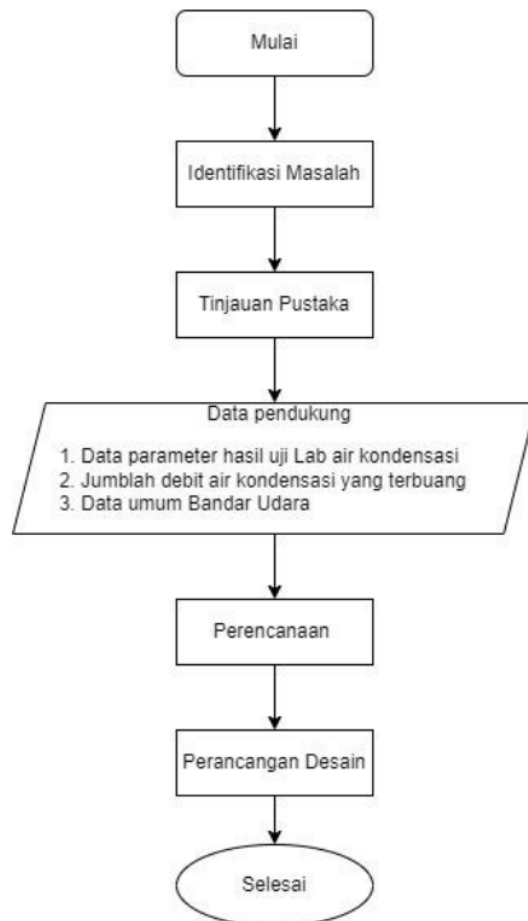 Mulai
Identifikasi Masalah
Tinjauan Pustaka
Data pendukung
1. Data parameter hasil uji Lab air kondensasi
2. Jumblah debit air kondensasi yang terbuang
3. Data umum Bandar Udara
Perencanaan
Perancangan Desain
Selesai